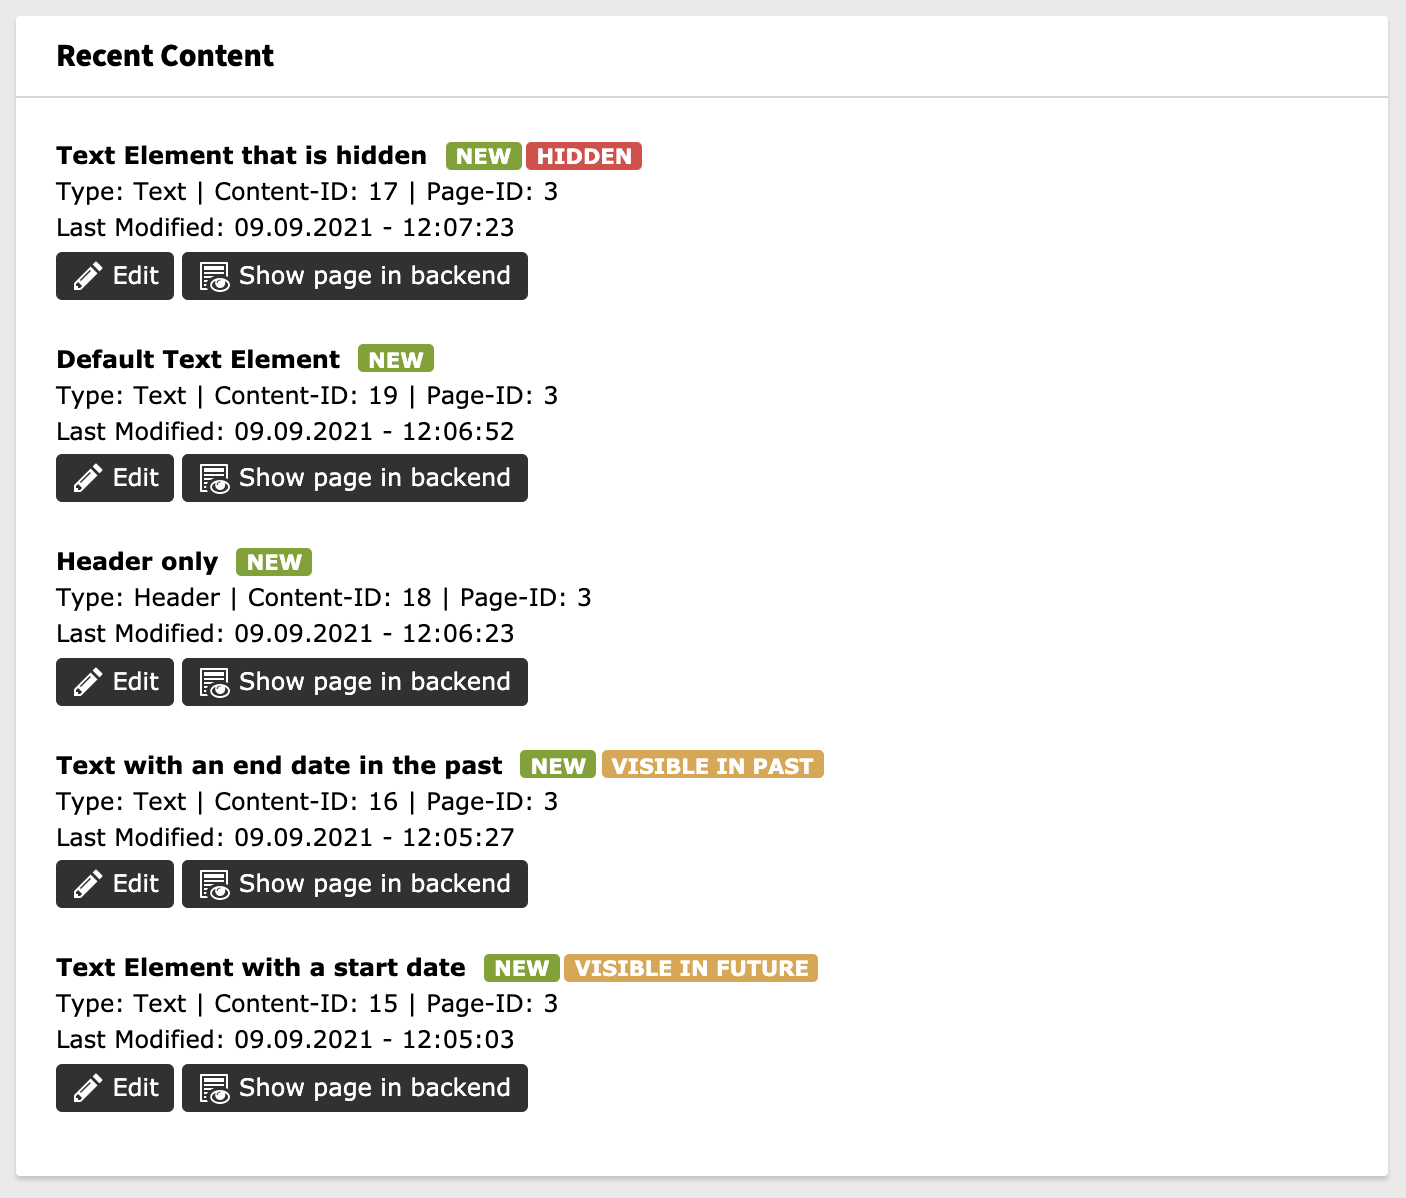 Recent Content
Text Element that is hidden NEW HIDDEN
Type: Text | Content-ID: 17 | Page-ID: 3
Last Modified: 09.09.2021 - 12:07:23
Edit Show page in backend
Default Text Element NEW
Type: Text | Content-ID: 19 | Page-ID: 3
Last Modified: 09.09.2021 - 12:06:52
Edit Show page in backend
Header only NEW
Type: Header | Content-ID: 18 | Page-ID: 3
Last Modified: 09.09.2021 - 12:06:23
Edit Show page in backend
Text with an end date in the past NEW VISIBLE IN PAST
Type: Text | Content-ID: 16 | Page-ID: 3
Last Modified: 09.09.2021 - 12:05:27
Edit Show page in backend
Text Element with a start date NEW VISIBLE IN FUTURE
Type: Text | Content-ID: 15 | Page-ID: 3
Last Modified: 09.09.2021 - 12:05:03
Edit Show page in backend